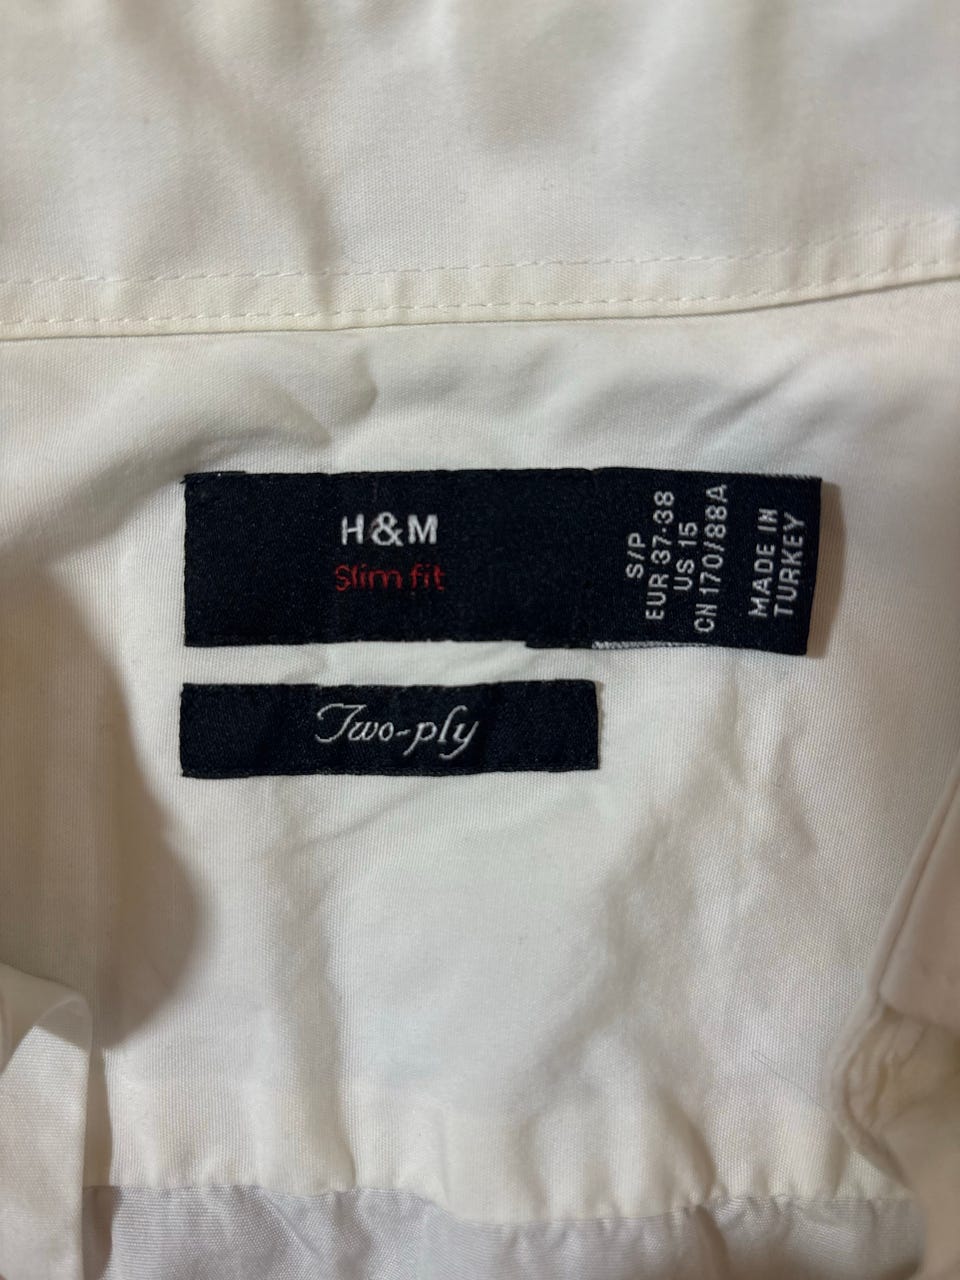 H&M
Slim fit
S/P
EUR 37-38
US 15
CN 170/88A
MADE IN
TURKEY
Two-ply